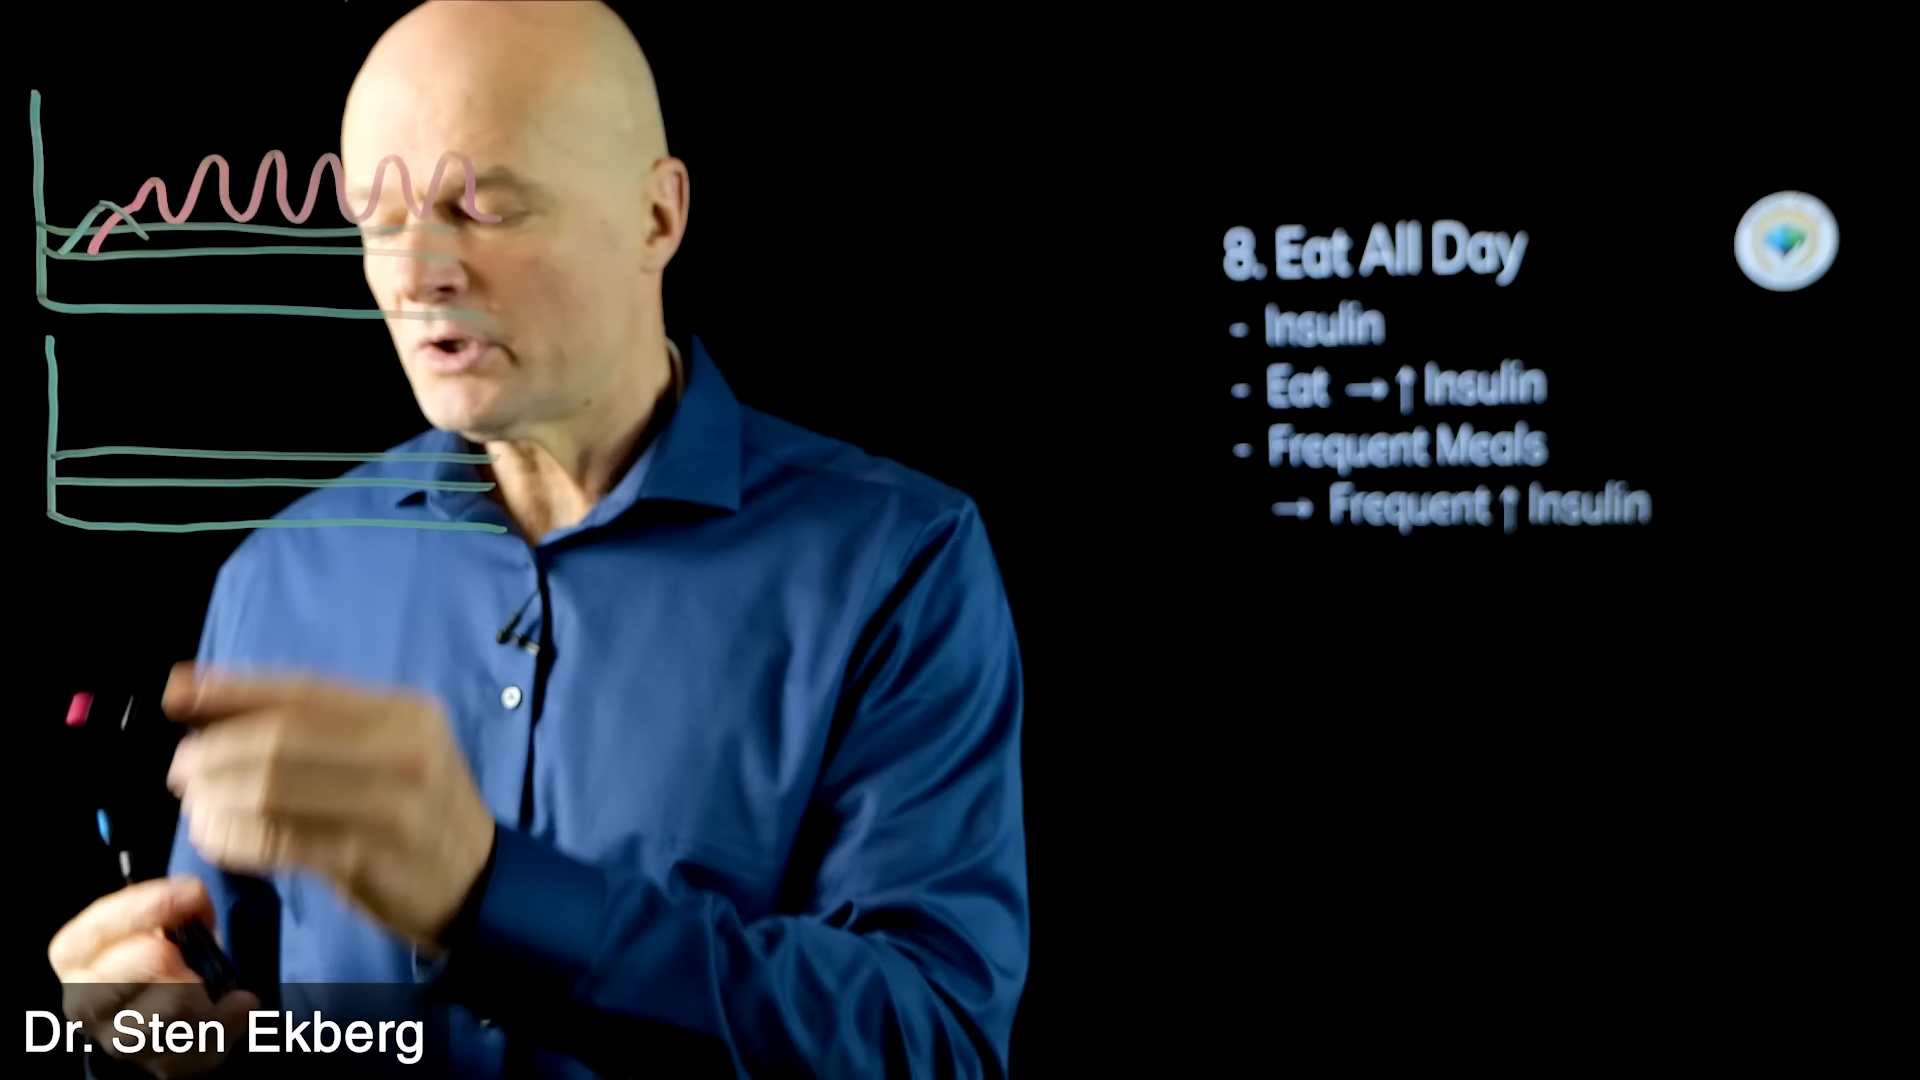 8. Eat All Day
- Insulin
- Eat → ↑ Insulin
- Frequent Meals
→ Frequent ↑ Insulin
Dr. Sten Ekberg